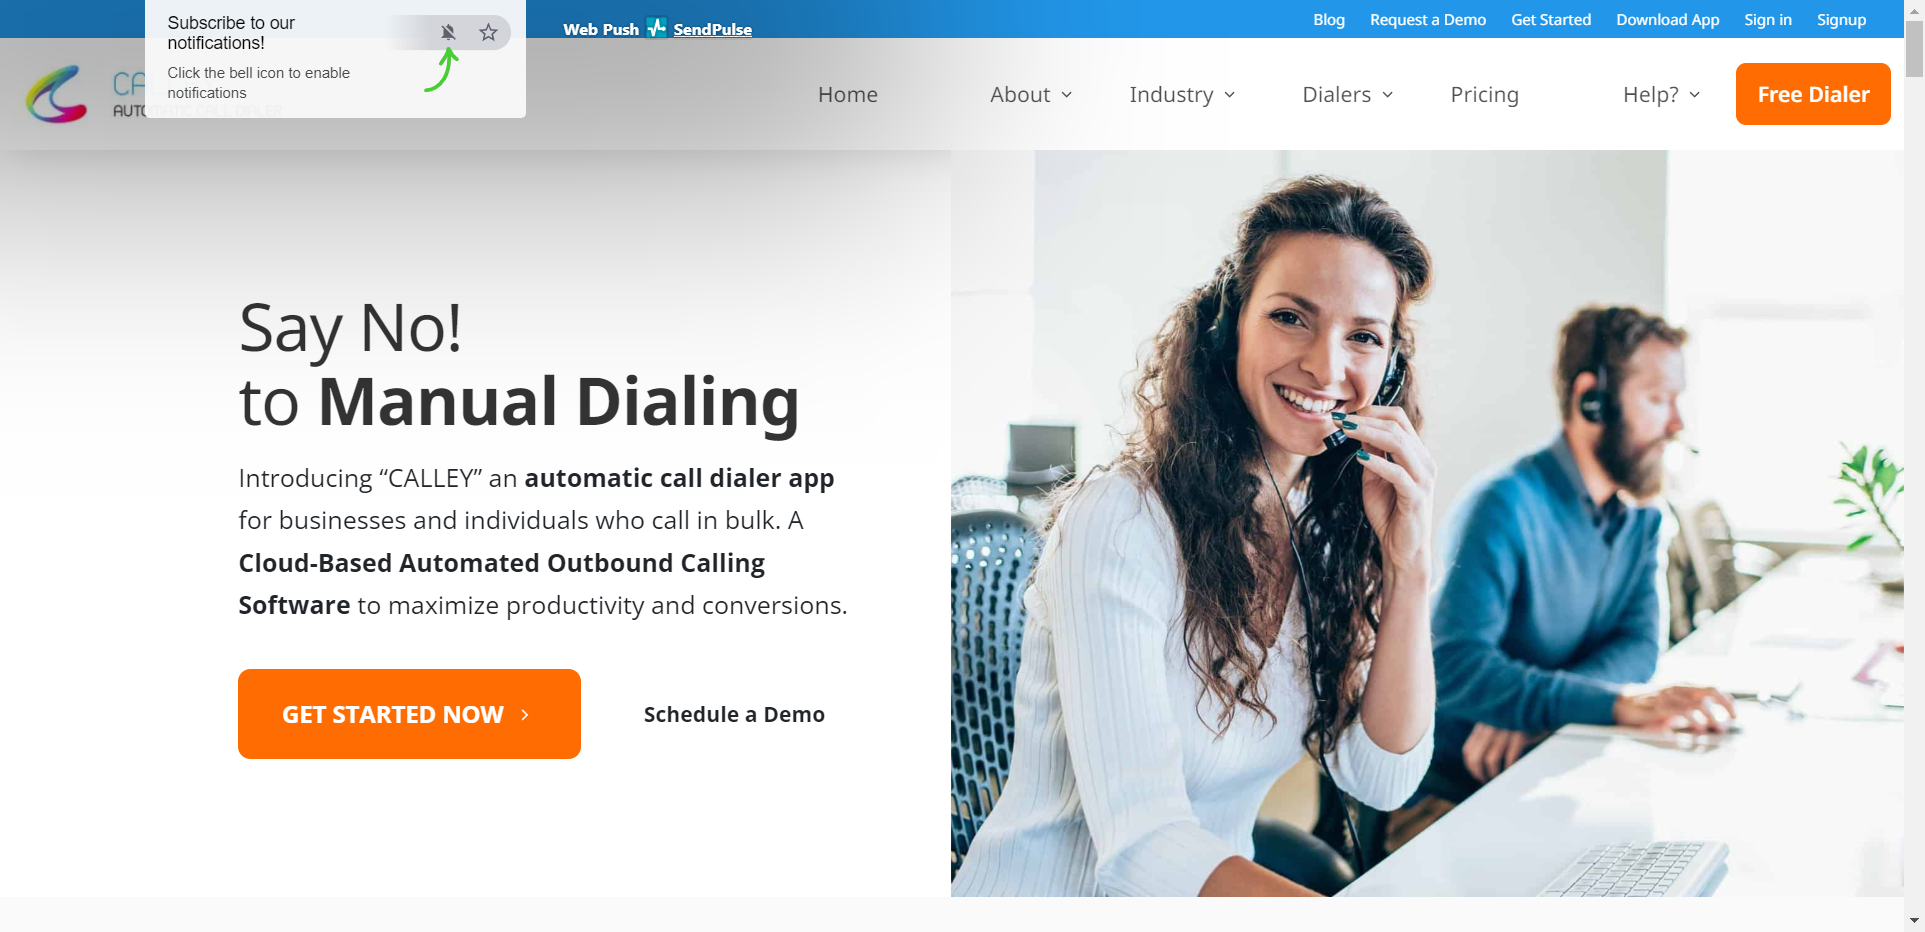 Subscribe to our
notifications!
Click the bell icon to enable
notifications
Web Push SendPulse
Blog Request a Demo Get Started Download App Sign in Signup
AUTOMATIC CALL DIALER
Home About Industry Dialers Pricing Help? Free Dialer
Say No!
to Manual Dialing
Introducing “CALLEY” an automatic call dialer app
for businesses and individuals who call in bulk. A
Cloud-Based Automated Outbound Calling
Software to maximize productivity and conversions.
GET STARTED NOW
Schedule a Demo